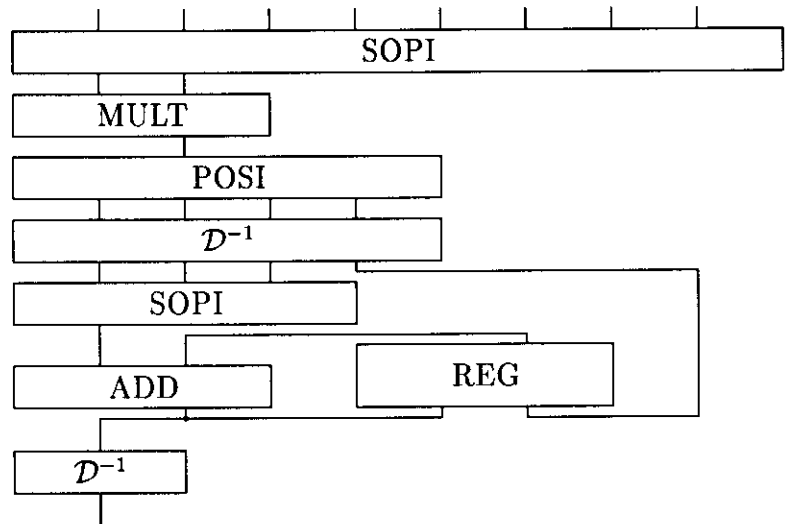 SOPI
MULT
POSI
𝒟⁻¹
SOPI
ADD REG
𝒟⁻¹